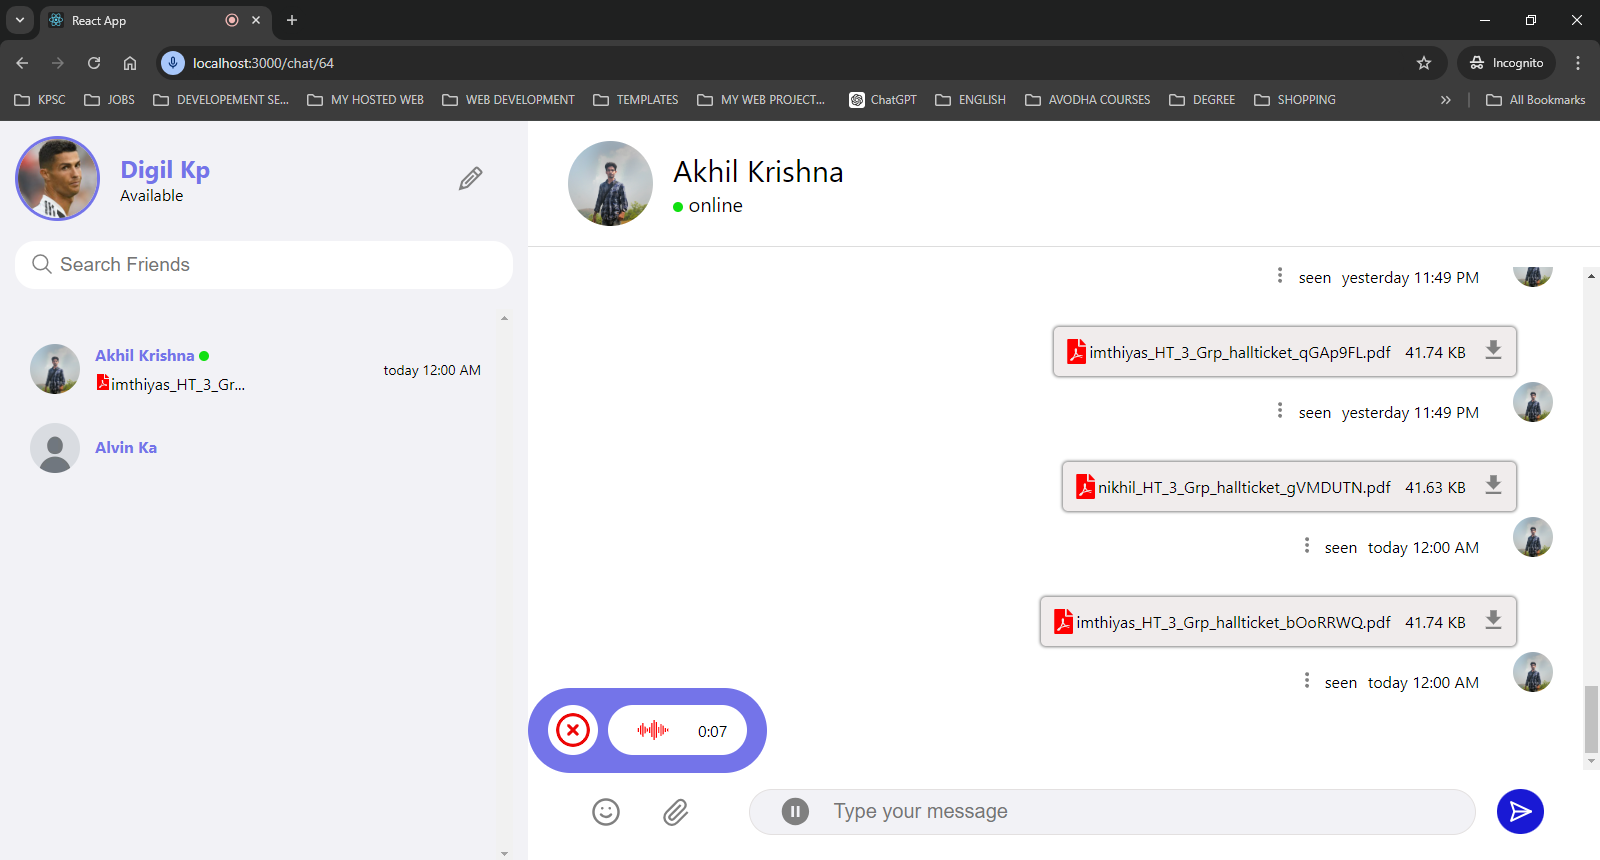 React App
localhost:3000/chat/64
Incognito
KPSC
JOBS
DEVELOPEMENT SE...
MY HOSTED WEB
WEB DEVELOPMENT
TEMPLATES
MY WEB PROJECT...
ChatGPT
ENGLISH
AVODHA COURSES
DEGREE
SHOPPING
All Bookmarks
Digil Kp
Available
Search Friends
Akhil Krishna
imthiyas_HT_3_Gr...
today 12:00 AM
Alvin Ka
Akhil Krishna
online
seen yesterday 11:49 PM
imthiyas_HT_3_Grp_hallticket_qGAp9FL.pdf 41.74 KB
seen yesterday 11:49 PM
nikhil_HT_3_Grp_hallticket_gVMDUTN.pdf 41.63 KB
seen today 12:00 AM
imthiyas_HT_3_Grp_hallticket_bOoRRWQ.pdf 41.74 KB
seen today 12:00 AM
0:07
Type your message